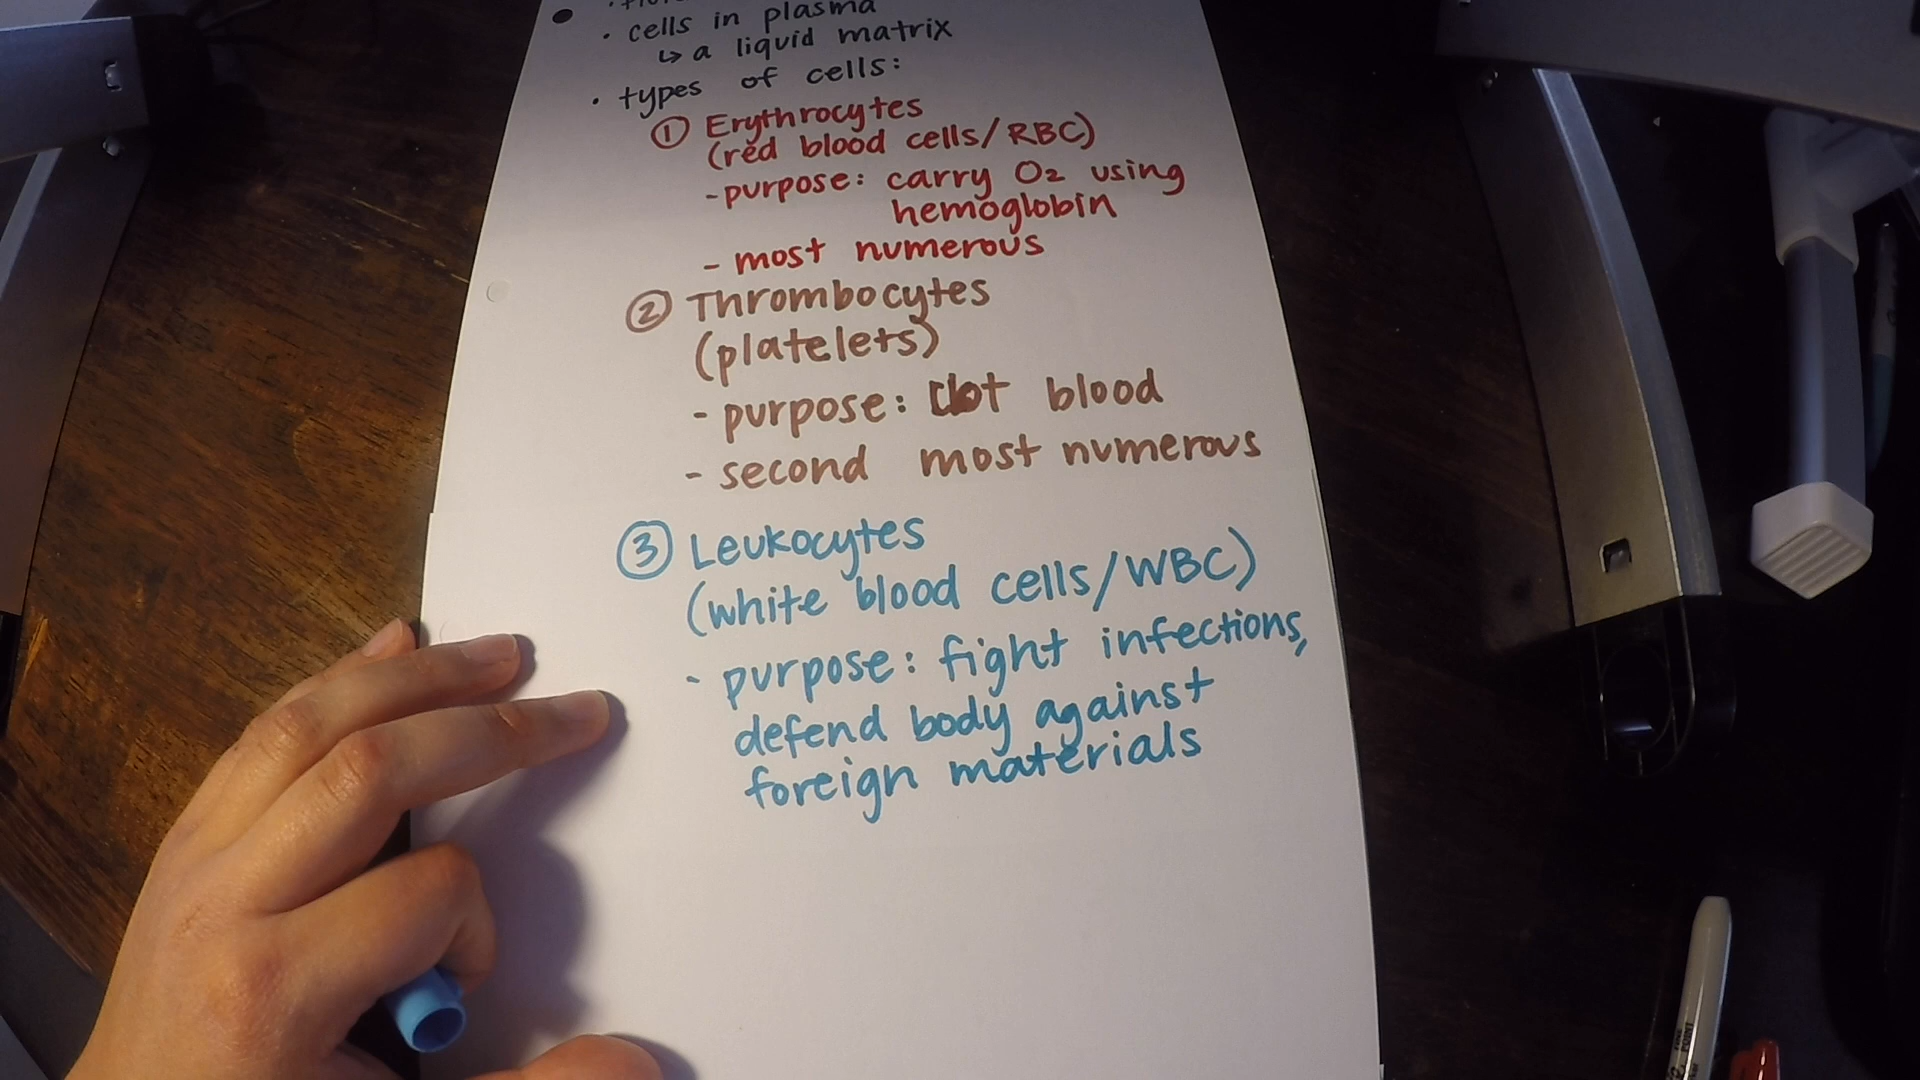 • cells in plasma
↳ a liquid matrix
• types of cells:
① Erythrocytes
(red blood cells/RBC)
-purpose: carry O2 using
hemoglobin
- most numerous
② Thrombocytes
(platelets)
- purpose: clot blood
- second most numerous
③ Leukocytes
(white blood cells/WBC)
- purpose: fight infections,
defend body against
foreign materials